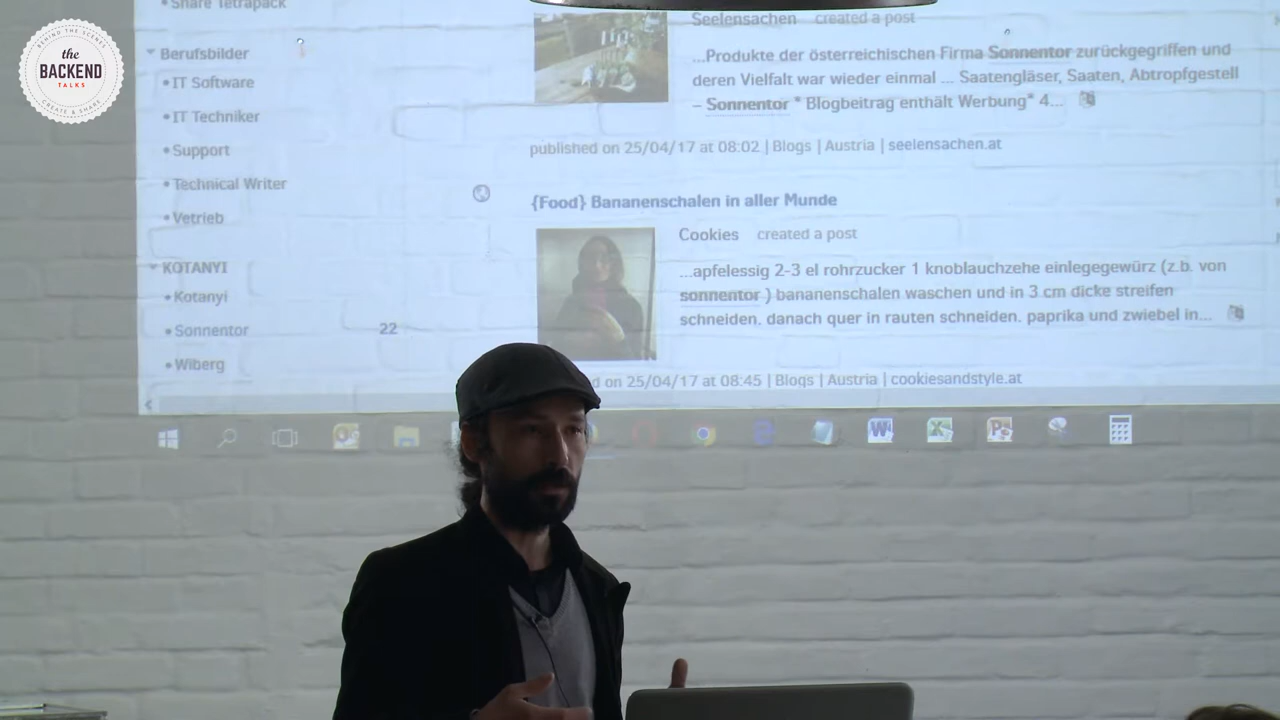 Share Tetrapack
BEHIND THE SCENES
the
BACKEND
TALKS
CREATE & SHARE
Berufsbilder
IT Software
IT Techniker
Support
Technical Writer
Vetrieb
KOTANYI
Kotanyi
Sonnentor 22
Wiberg
Seelensachen created a post
...Produkte der österreichischen Firma Sonnentor zurückgegriffen und
deren Vielfalt war wieder einmal ... Saatengläser, Saaten, Abtropfgestell
– Sonnentor * Blogbeitrag enthält Werbung* 4...
published on 25/04/17 at 08:02 | Blogs | Austria | seelensachen.at
{Food} Bananenschalen in aller Munde
Cookies created a post
...apfelessig 2-3 el rohrzucker 1 knoblauchzehe einlegegewürz (z.b. von
sonnentor ) bananenschalen waschen und in 3 cm dicke streifen
schneiden. danach quer in rauten schneiden. paprika und zwiebel in...
on 25/04/17 at 08:45 | Blogs | Austria | cookiesandstyle.at